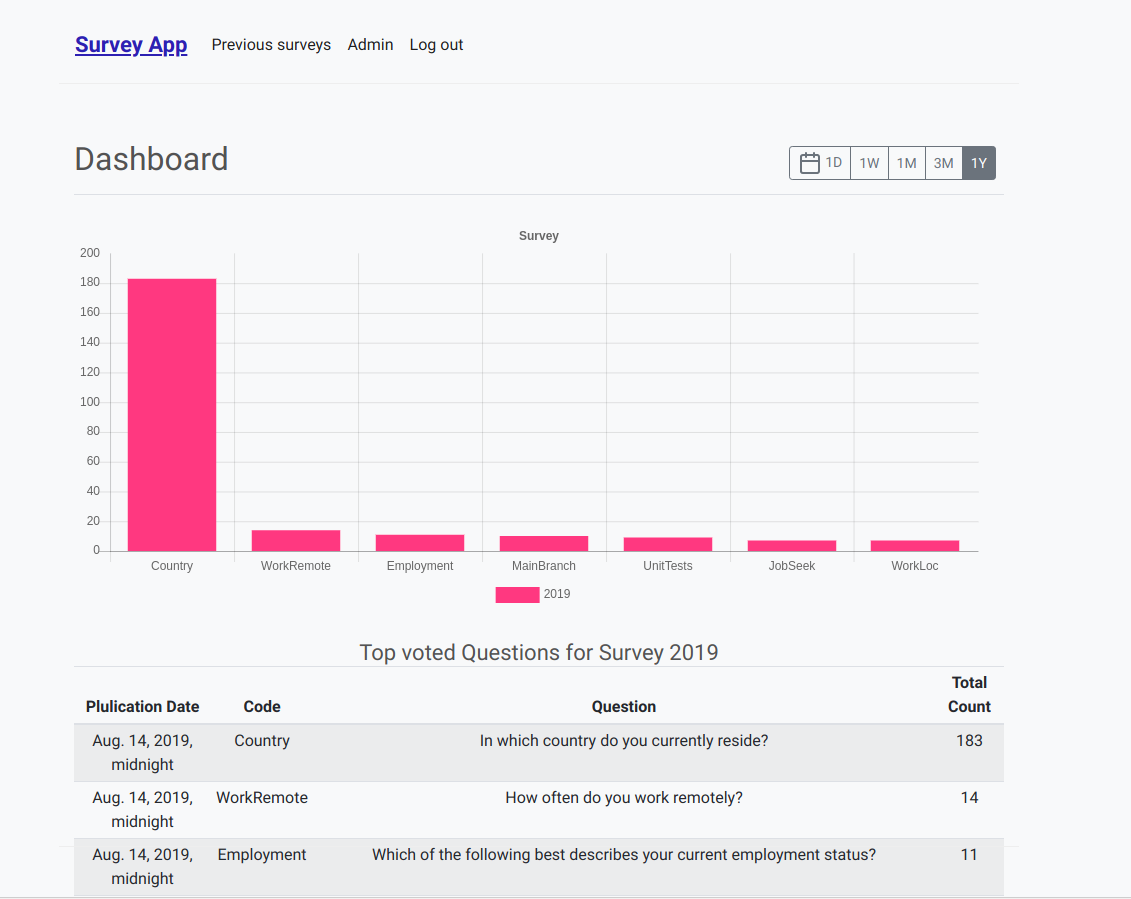 Survey App Previous surveys Admin Log out
Dashboard
1D 1W 1M 3M 1Y
Survey
200
180
160
140
120
100
80
60
40
20
0
Country WorkRemote Employment MainBranch UnitTests JobSeek WorkLoc
2019
Top voted Questions for Survey 2019
Plulication Date Code Question Total Count
Aug. 14, 2019, midnight Country In which country do you currently reside? 183
Aug. 14, 2019, midnight WorkRemote How often do you work remotely? 14
Aug. 14, 2019, midnight Employment Which of the following best describes your current employment status? 11